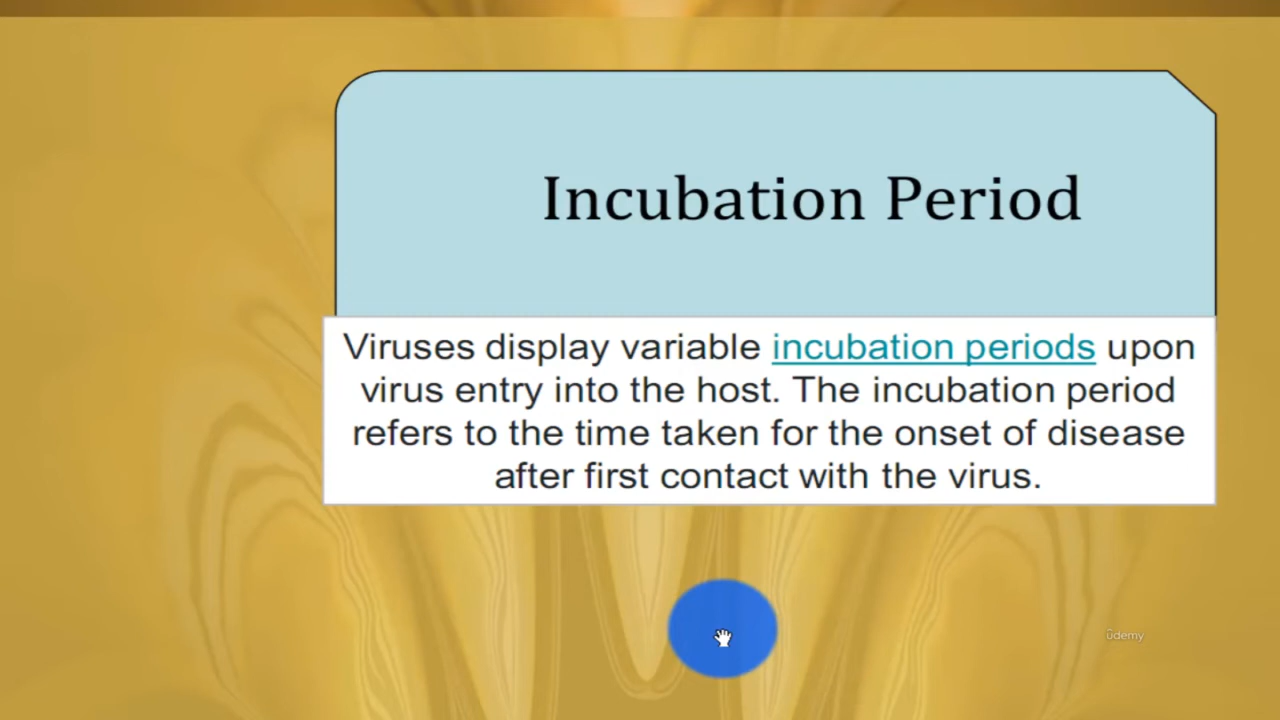 Incubation Period
Viruses display variable incubation periods upon
virus entry into the host. The incubation period
refers to the time taken for the onset of disease
after first contact with the virus.
ûdemy